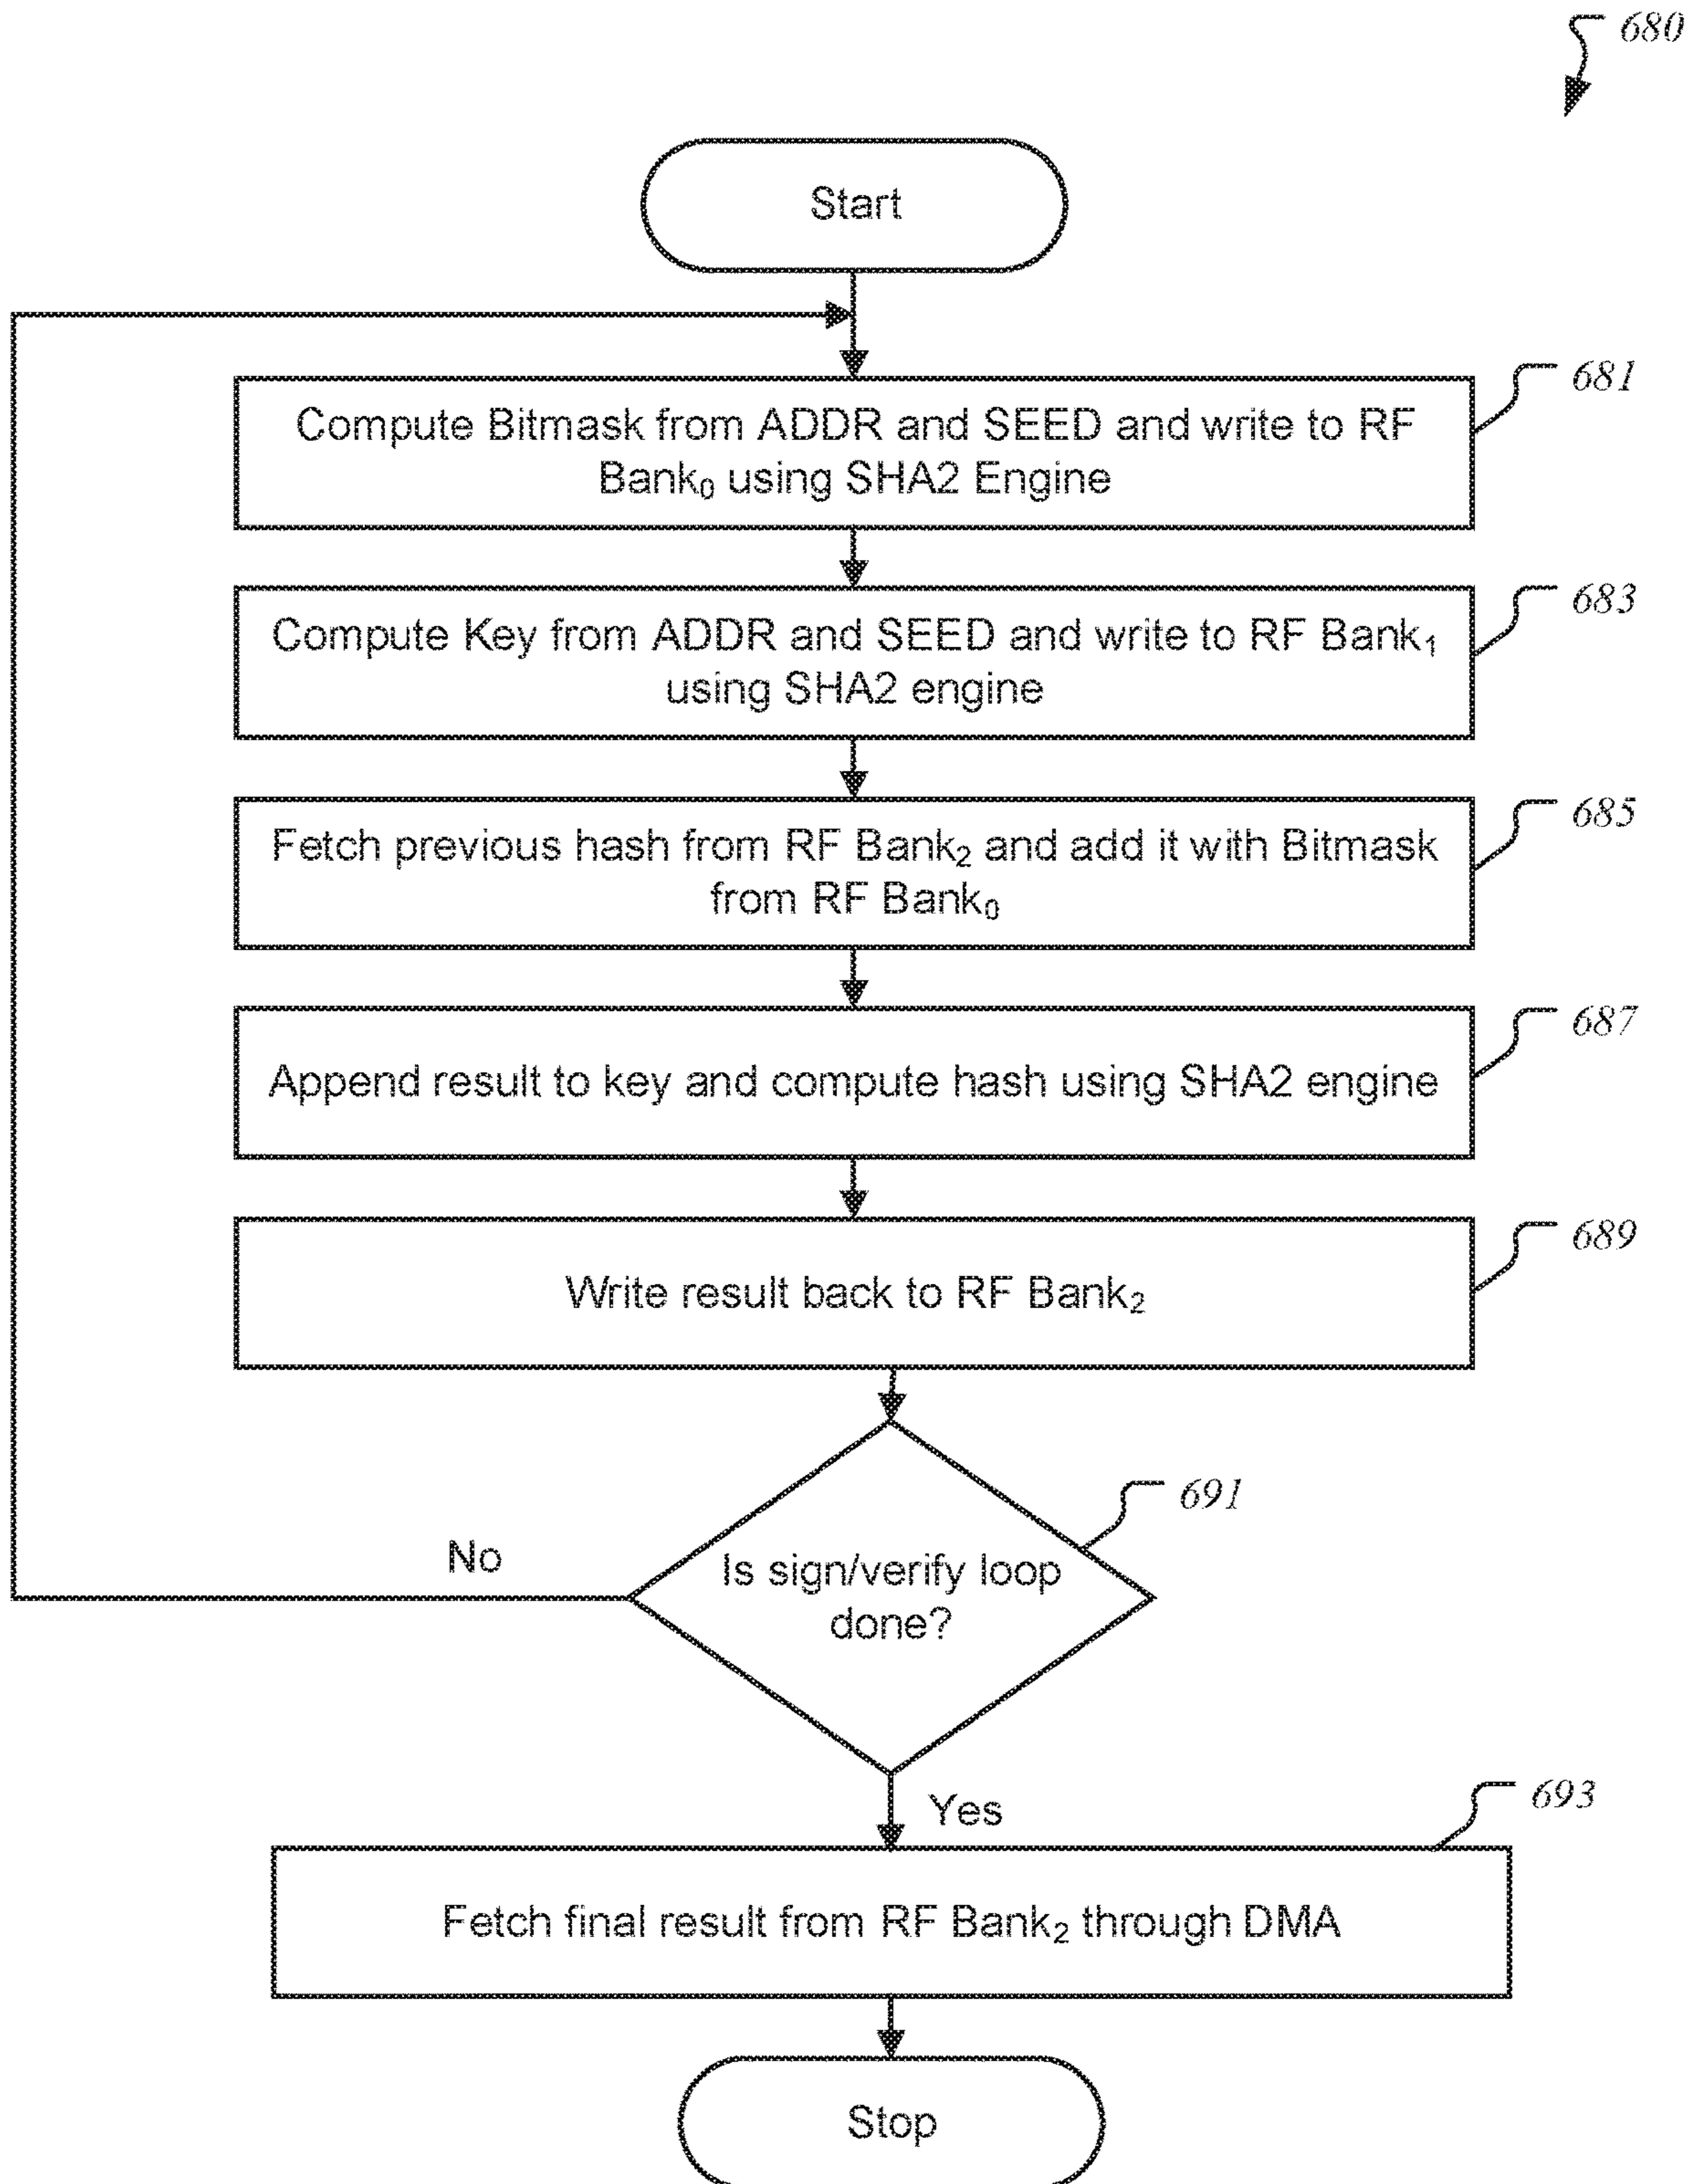 680
Start
681
Compute Bitmask from ADDR and SEED and write to RF
Bank₀ using SHA2 Engine
683
Compute Key from ADDR and SEED and write to RF Bank₁
using SHA2 engine
685
Fetch previous hash from RF Bank₂ and add it with Bitmask
from RF Bank₀
687
Append result to key and compute hash using SHA2 engine
689
Write result back to RF Bank₂
691
No
Is sign/verify loop
done?
Yes
693
Fetch final result from RF Bank₂ through DMA
Stop